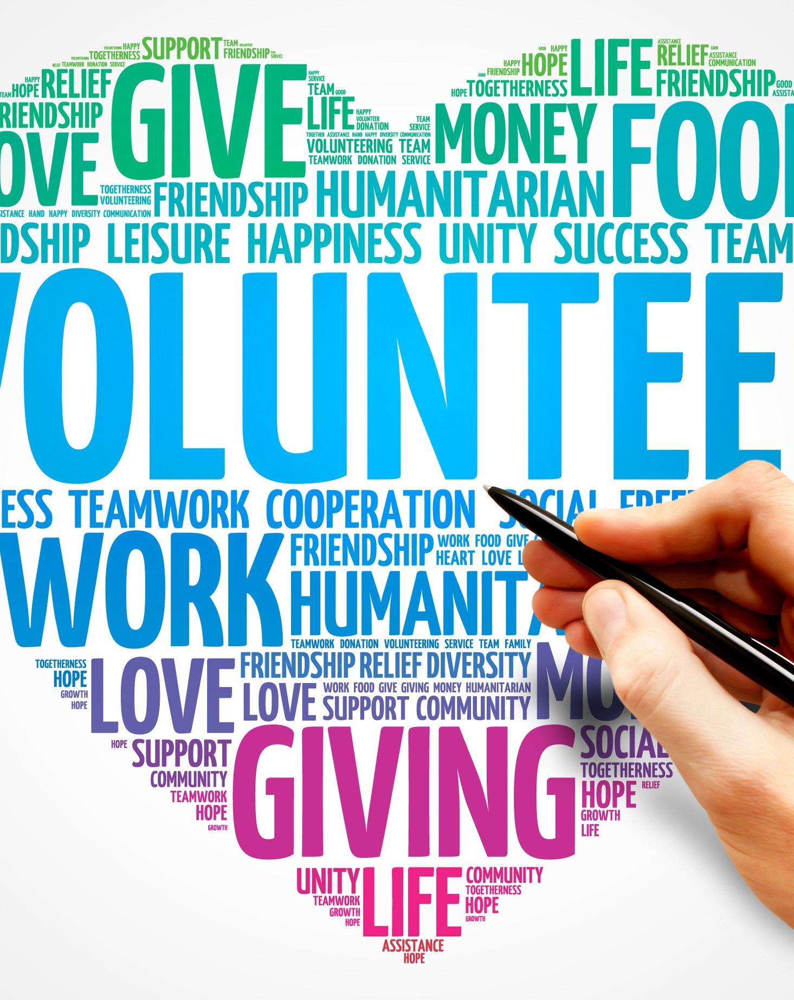 VOLUNTEERING HAPPY SUPPORT TEAM VOLUNTEER
VOLUNTEERING TOGETHERNESS FRIENDSHIP TEAM SERVICE
RELIEF TEAMWORK DONATION SERVICE
HAPPY HOPE RELIEF GIVE
TEAM
RIENDSHIP
OVE
HAPPY
SERVICE
TEAM GOOD
LIFE HAPPY
VOLUNTEER
DONATION
TEAM
SERVICE
TOGETHER ASSISTANCE HAND HAPPY DIVERSITY COMMUNICATION
VOLUNTEERING TEAM
TEAMWORK DONATION SERVICE
GOOD HAPPY
HAPPY HOPE LIFE
GOOD FRIENDSHIP
HOPE TOGETHERNESS
ASSISTANCE
RELIEF GOOD
ASSISTANCE
COMMUNICATION
FRIENDSHIP GOOD
ASSISTA
MONEY FOO
TOGETHERNESS
VOLUNTEERING
ISTANCE HAND HAPPY DIVERSITY COMMUNICATION
FRIENDSHIP HUMANITARIAN
DSHIP LEISURE HAPPINESS UNITY SUCCESS TEAM
VOLUNTEE
ESS TEAMWORK COOPERATION SOCIAL FREE
WORK FRIENDSHIP WORK FOOD GIVE
HEART LOVE L
HUMANITA
TEAMWORK DONATION VOLUNTEERING SERVICE TEAM FAMILY
TOGETHERNESS
HOPE
GROWTH
HOPE
LOVE FRIENDSHIP RELIEF DIVERSITY
LOVE WORK FOOD GIVE GIVING MONEY HUMANITARIAN
SUPPORT COMMUNITY
MO
HOPE SUPPORT
COMMUNITY
TEAMWORK
HOPE
GROWTH
GIVING
SOCIAL
TOGETHERNESS
HOPE RELIEF
GROWTH
LIFE
UNITY
TEAMWORK
GROWTH
HOPE
LIFE
COMMUNITY
TOGETHERNESS
HOPE
GROWTH
ASSISTANCE
HOPE